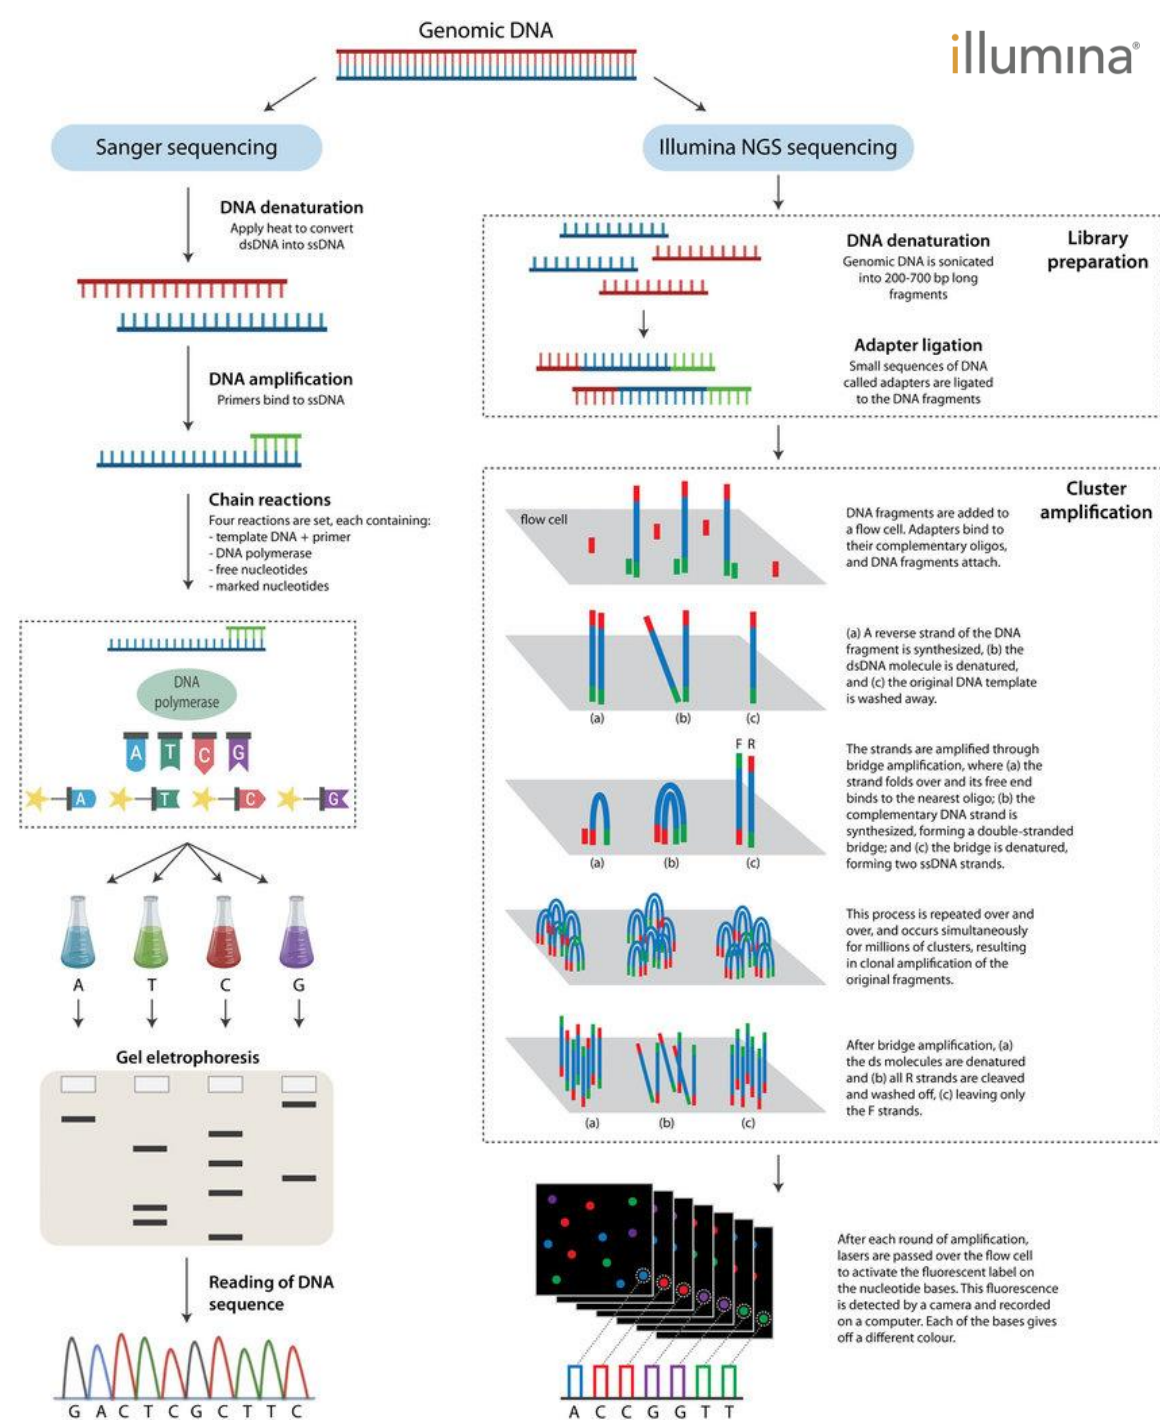 Genomic DNA
illumina®
Sanger sequencing
DNA denaturation
Apply heat to convert
dsDNA into ssDNA
DNA amplification
Primers bind to ssDNA
Chain reactions
Four reactions are set, each containing:
- template DNA + primer
- DNA polymerase
- free nucleotides
- marked nucleotides
DNA
polymerase
A T C G
A T C G
A T C G
Gel eletrophoresis
Reading of DNA
sequence
G A C T C G C T T C
Illumina NGS sequencing
Library
preparation
DNA denaturation
Genomic DNA is sonicated
into 200-700 bp long
fragments
Adapter ligation
Small sequences of DNA
called adapters are ligated
to the DNA fragments
Cluster
amplification
flow cell
DNA fragments are added to
a flow cell. Adapters bind to
their complementary oligos,
and DNA fragments attach.
(a) (b) (c)
(a) A reverse strand of the DNA
fragment is synthesized, (b) the
dsDNA molecule is denatured,
and (c) the original DNA template
is washed away.
F R
(a) (b) (c)
The strands are amplified through
bridge amplification, where (a) the
strand folds over and its free end
binds to the nearest oligo; (b) the
complementary DNA strand is
synthesized, forming a double-stranded
bridge; and (c) the bridge is denatured,
forming two ssDNA strands.
This process is repeated over and
over, and occurs simultaneously
for millions of clusters, resulting
in clonal amplification of the
original fragments.
(a) (b) (c)
After bridge amplification, (a)
the ds molecules are denatured
and (b) all R strands are cleaved
and washed off, (c) leaving only
the F strands.
After each round of amplification,
lasers are passed over the flow cell
to activate the fluorescent label on
the nucleotide bases. This fluorescence
is detected by a camera and recorded
on a computer. Each of the bases gives
off a different colour.
A C C G G T T